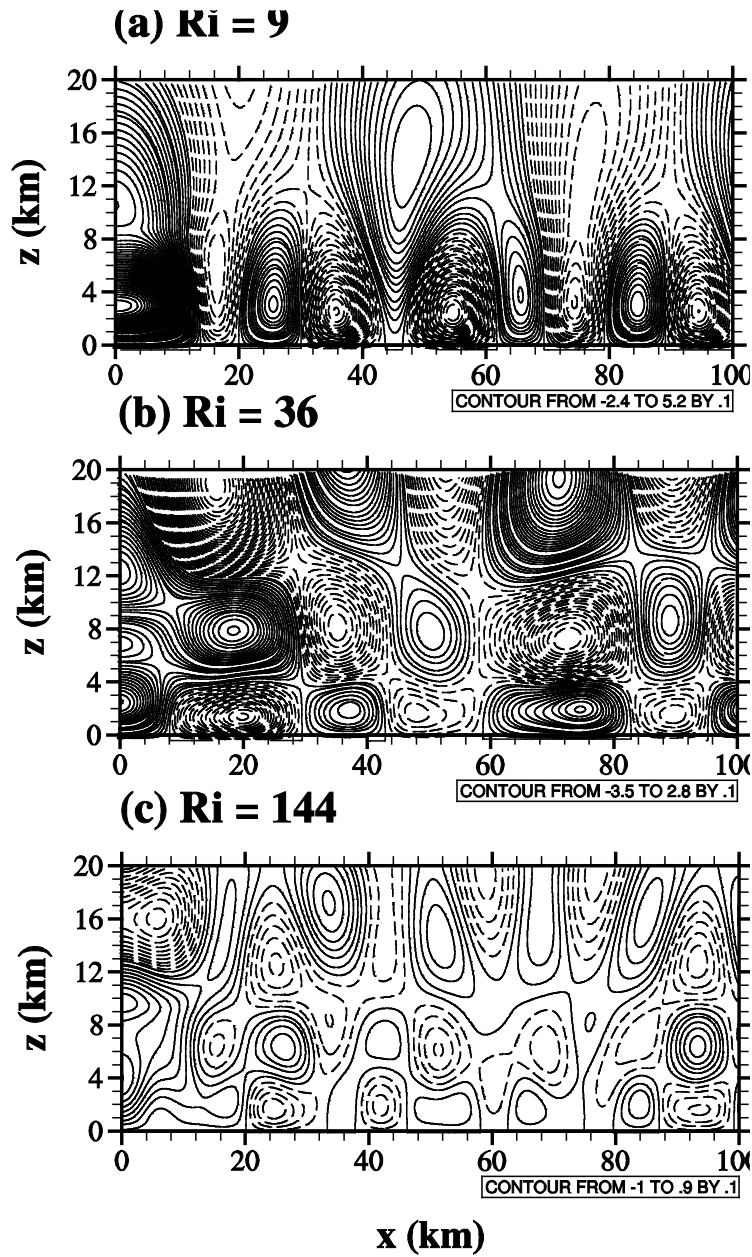 (a) Ri = 9
20
16
12
8
4
0
z (km)
0 20 40 60 80 100
CONTOUR FROM -2.4 TO 5.2 BY .1
(b) Ri = 36
20
16
12
8
4
0
z (km)
0 20 40 60 80 100
CONTOUR FROM -3.5 TO 2.8 BY .1
(c) Ri = 144
20
16
12
8
4
0
z (km)
0 20 40 60 80 100
CONTOUR FROM -1 TO .9 BY .1
x (km)